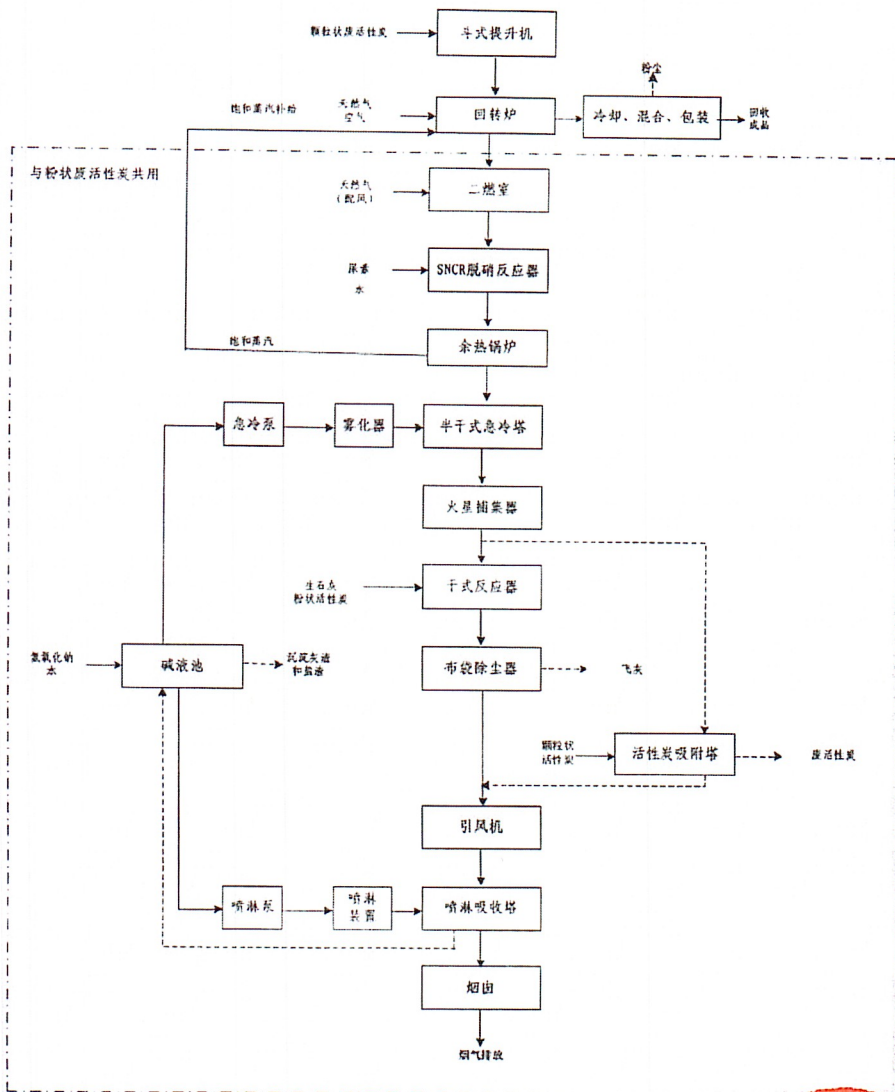 颗粒状废活性炭
斗式提升机
粉尘
饱和蒸汽补给
天然气
空气
回转炉
冷却、混合、包装
回收
成品
与粉状废活性炭共用
天然气
(配风)
二燃室
尿素
水
SNCR脱硝反应器
饱和蒸汽
余热锅炉
急冷泵
雾化器
半干式急冷塔
火星捕集器
生石灰
粉状活性炭
干式反应器
氢氧化钠
水
碱液池
沉淀灰渣
和盐渣
布袋除尘器
飞灰
颗粒状
活性炭
活性炭吸附塔
废活性炭
引风机
喷淋泵
喷淋
装置
喷淋吸收塔
烟囱
烟气排放